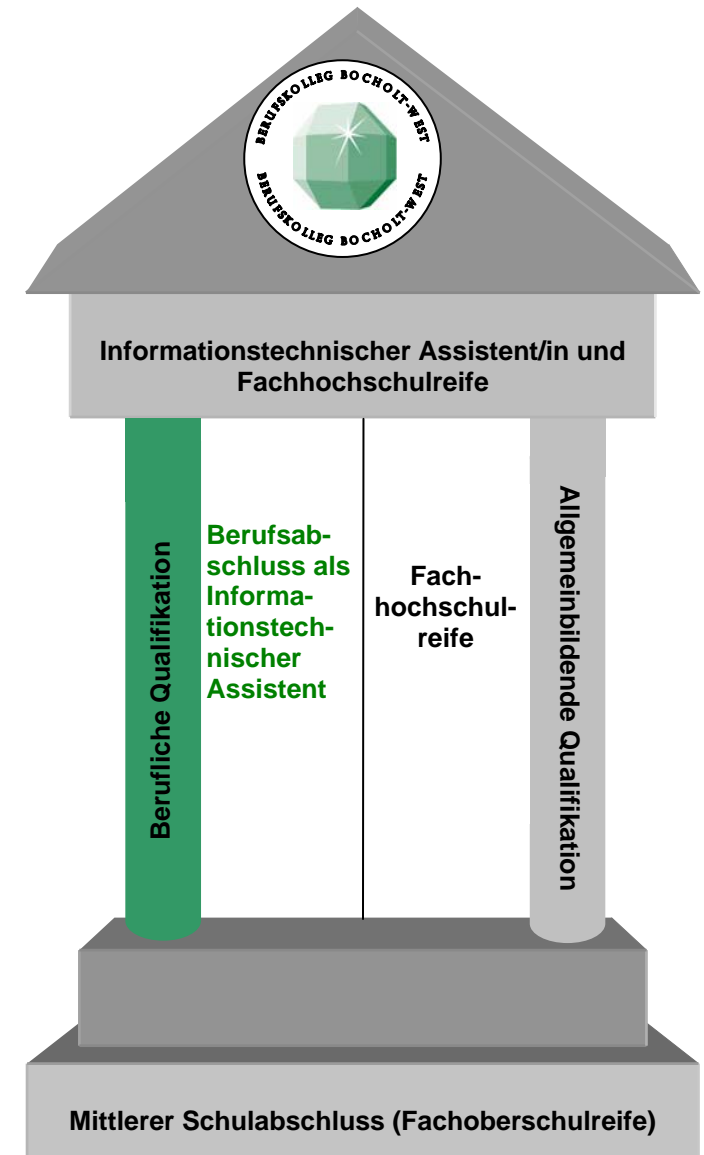 BERUFSKOLLEG BOCHOLT-WEST
BERUFSKOLLEG BOCHOLT-WEST
Informationstechnischer Assistent/in und
Fachhochschulreife
Berufliche Qualifikation
Berufsab-
schluss als
Informa-
tionstech-
nischer
Assistent
Fach-
hochschul-
reife
Allgemeinbildende Qualifikation
Mittlerer Schulabschluss (Fachoberschulreife)